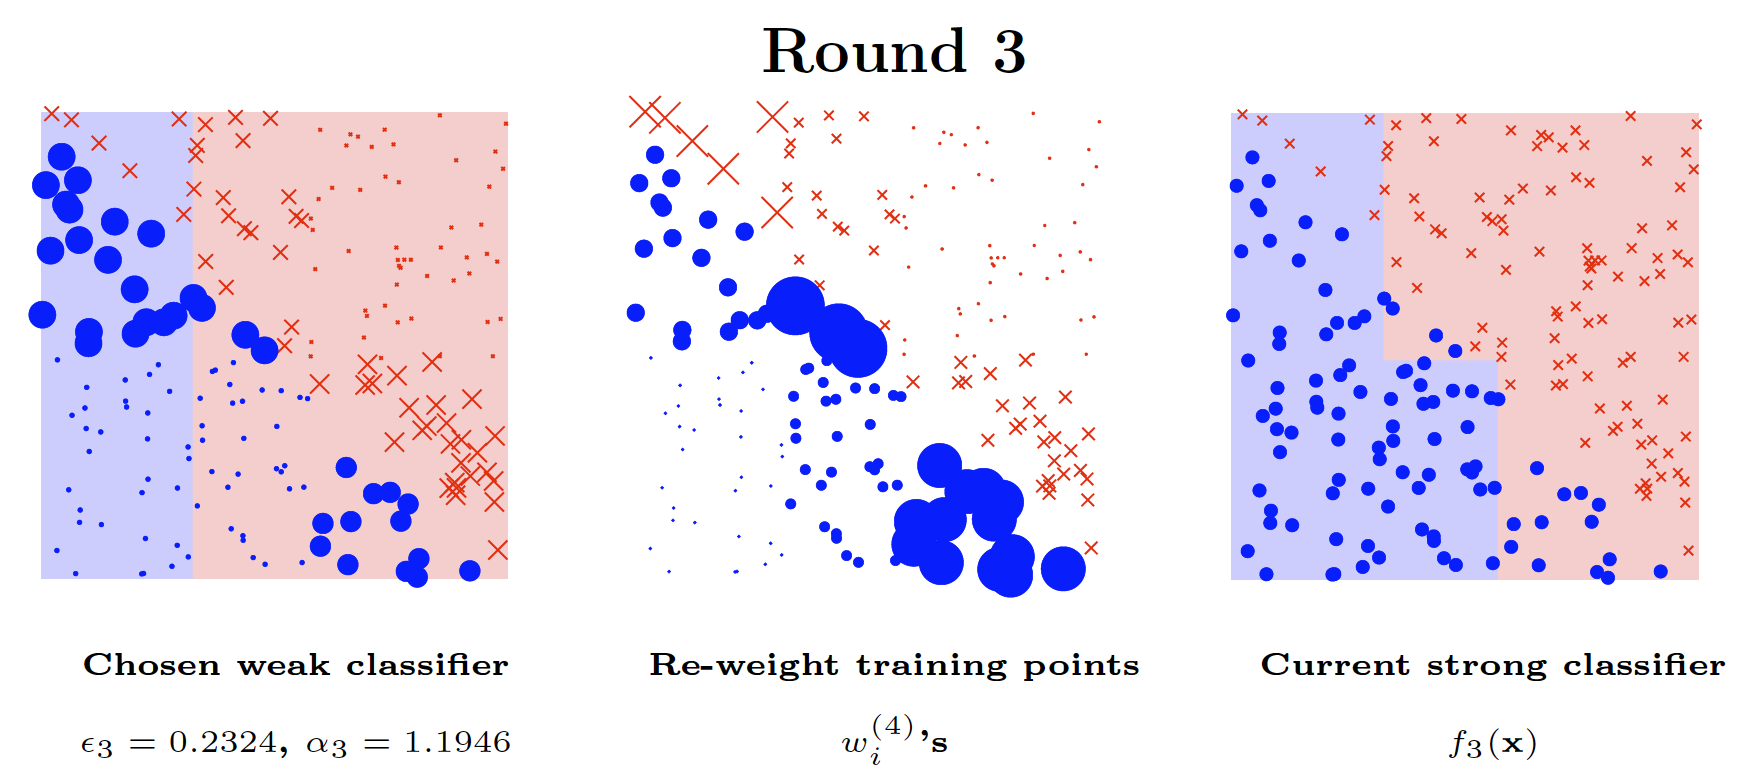 Round 3
Chosen weak classifier
Re-weight training points
Current strong classifier
ϵ₃ = 0.2324, α₃ = 1.1946
wᵢ⁽⁴⁾'s
f₃(x)